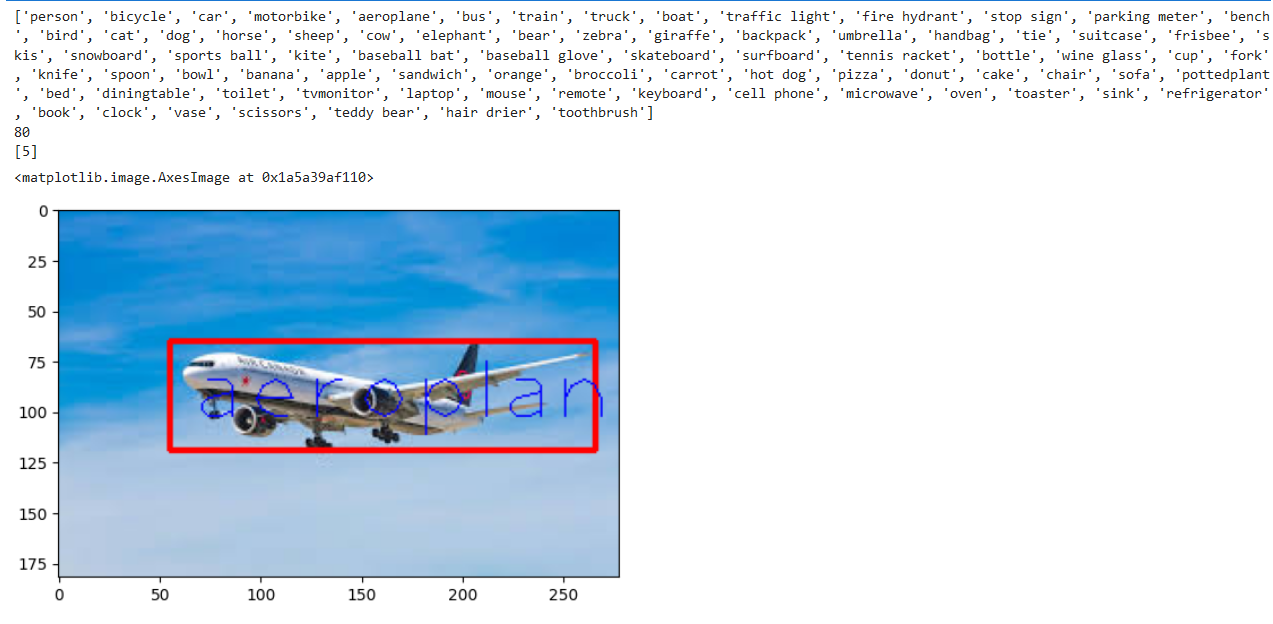 ['person', 'bicycle', 'car', 'motorbike', 'aeroplane', 'bus', 'train', 'truck', 'boat', 'traffic light', 'fire hydrant', 'stop sign', 'parking meter', 'bench
', 'bird', 'cat', 'dog', 'horse', 'sheep', 'cow', 'elephant', 'bear', 'zebra', 'giraffe', 'backpack', 'umbrella', 'handbag', 'tie', 'suitcase', 'frisbee', 's
kis', 'snowboard', 'sports ball', 'kite', 'baseball bat', 'baseball glove', 'skateboard', 'surfboard', 'tennis racket', 'bottle', 'wine glass', 'cup', 'fork'
, 'knife', 'spoon', 'bowl', 'banana', 'apple', 'sandwich', 'orange', 'broccoli', 'carrot', 'hot dog', 'pizza', 'donut', 'cake', 'chair', 'sofa', 'pottedplant
', 'bed', 'diningtable', 'toilet', 'tvmonitor', 'laptop', 'mouse', 'remote', 'keyboard', 'cell phone', 'microwave', 'oven', 'toaster', 'sink', 'refrigerator'
, 'book', 'clock', 'vase', 'scissors', 'teddy bear', 'hair drier', 'toothbrush']
80
[5]
<matplotlib.image.AxesImage at 0x1a5a39af110>
0
25
50
75
AIR CANADA
aeroplan
100
125
150
175
0 50 100 150 200 250